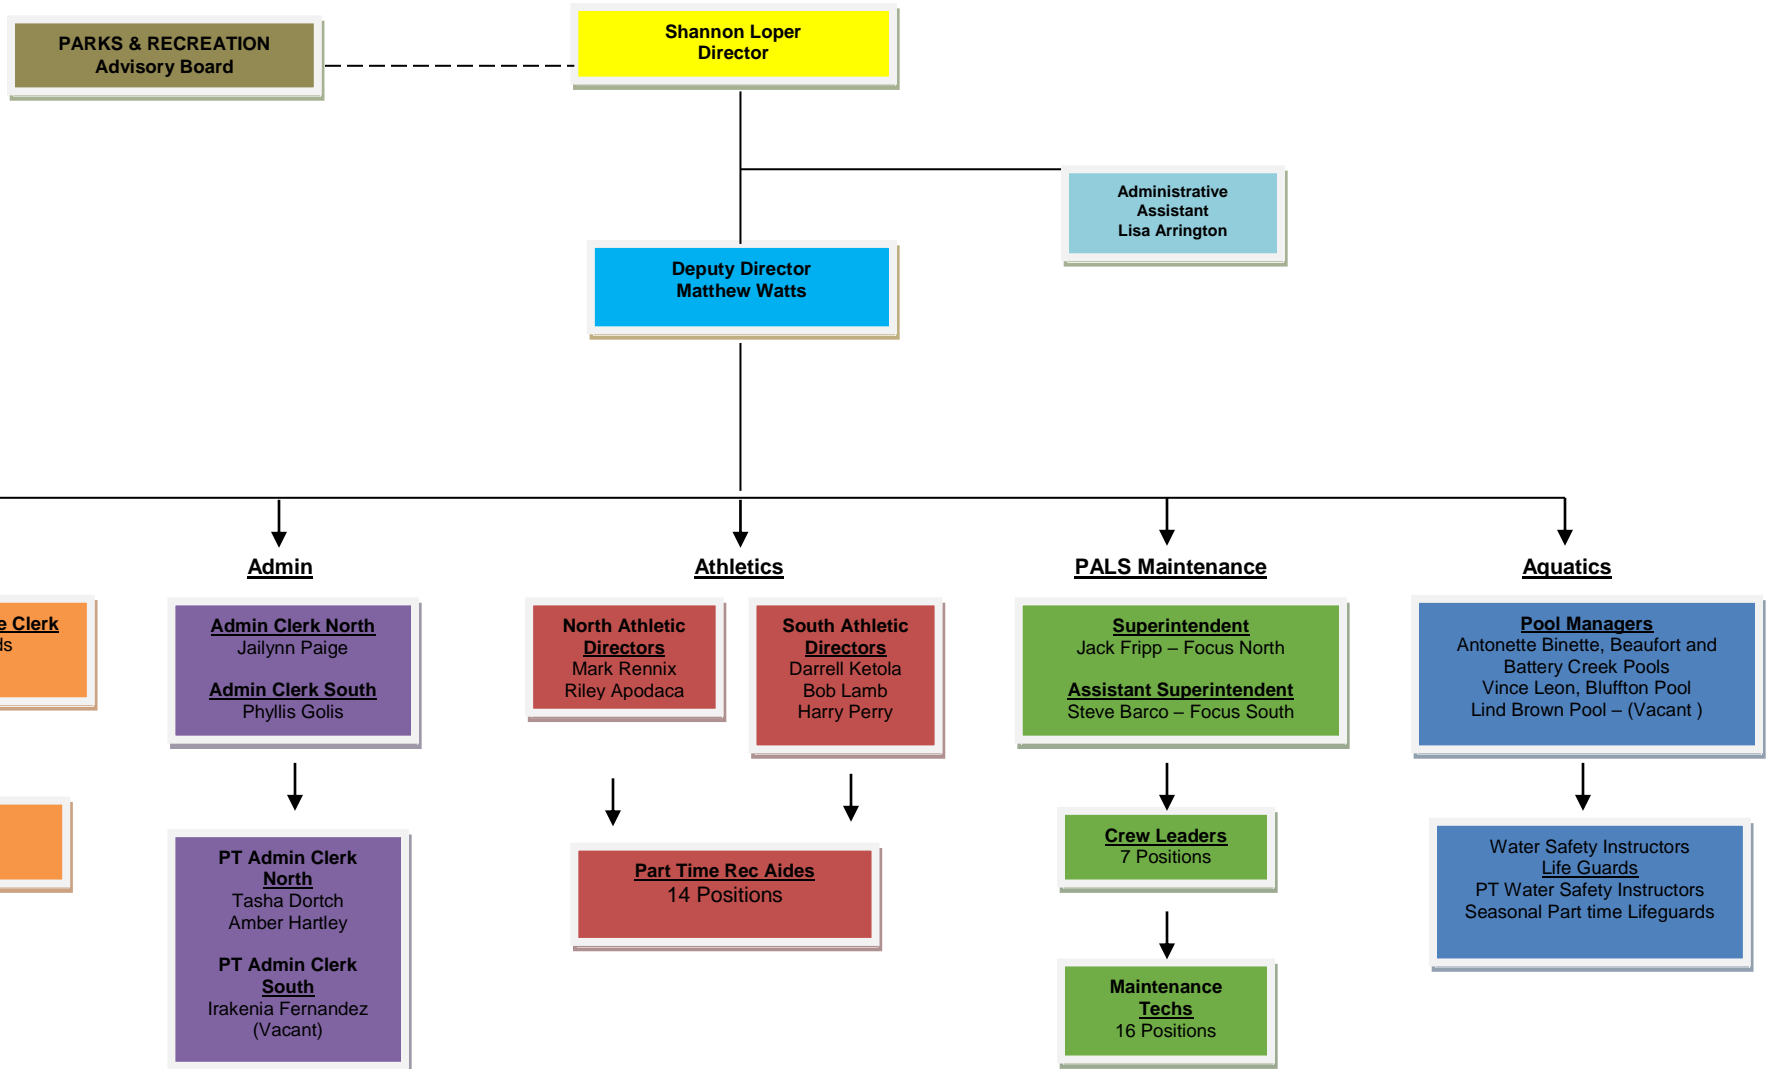 PARKS & RECREATION
Advisory Board
Shannon Loper
Director
Administrative
Assistant
Lisa Arrington
Deputy Director
Matthew Watts
Admin
Athletics
PALS Maintenance
Aquatics
Clerk
Admin Clerk North
Jailynn Paige
Admin Clerk South
Phyllis Golis
North Athletic
Directors
Mark Rennix
Riley Apodaca
South Athletic
Directors
Darrell Ketola
Bob Lamb
Harry Perry
Superintendent
Jack Fripp – Focus North
Assistant Superintendent
Steve Barco – Focus South
Pool Managers
Antonette Binette, Beaufort and
Battery Creek Pools
Vince Leon, Bluffton Pool
Lind Brown Pool – (Vacant )
PT Admin Clerk
North
Tasha Dortch
Amber Hartley
PT Admin Clerk
South
Irakenia Fernandez
(Vacant)
Part Time Rec Aides
14 Positions
Crew Leaders
7 Positions
Maintenance
Techs
16 Positions
Water Safety Instructors
Life Guards
PT Water Safety Instructors
Seasonal Part time Lifeguards